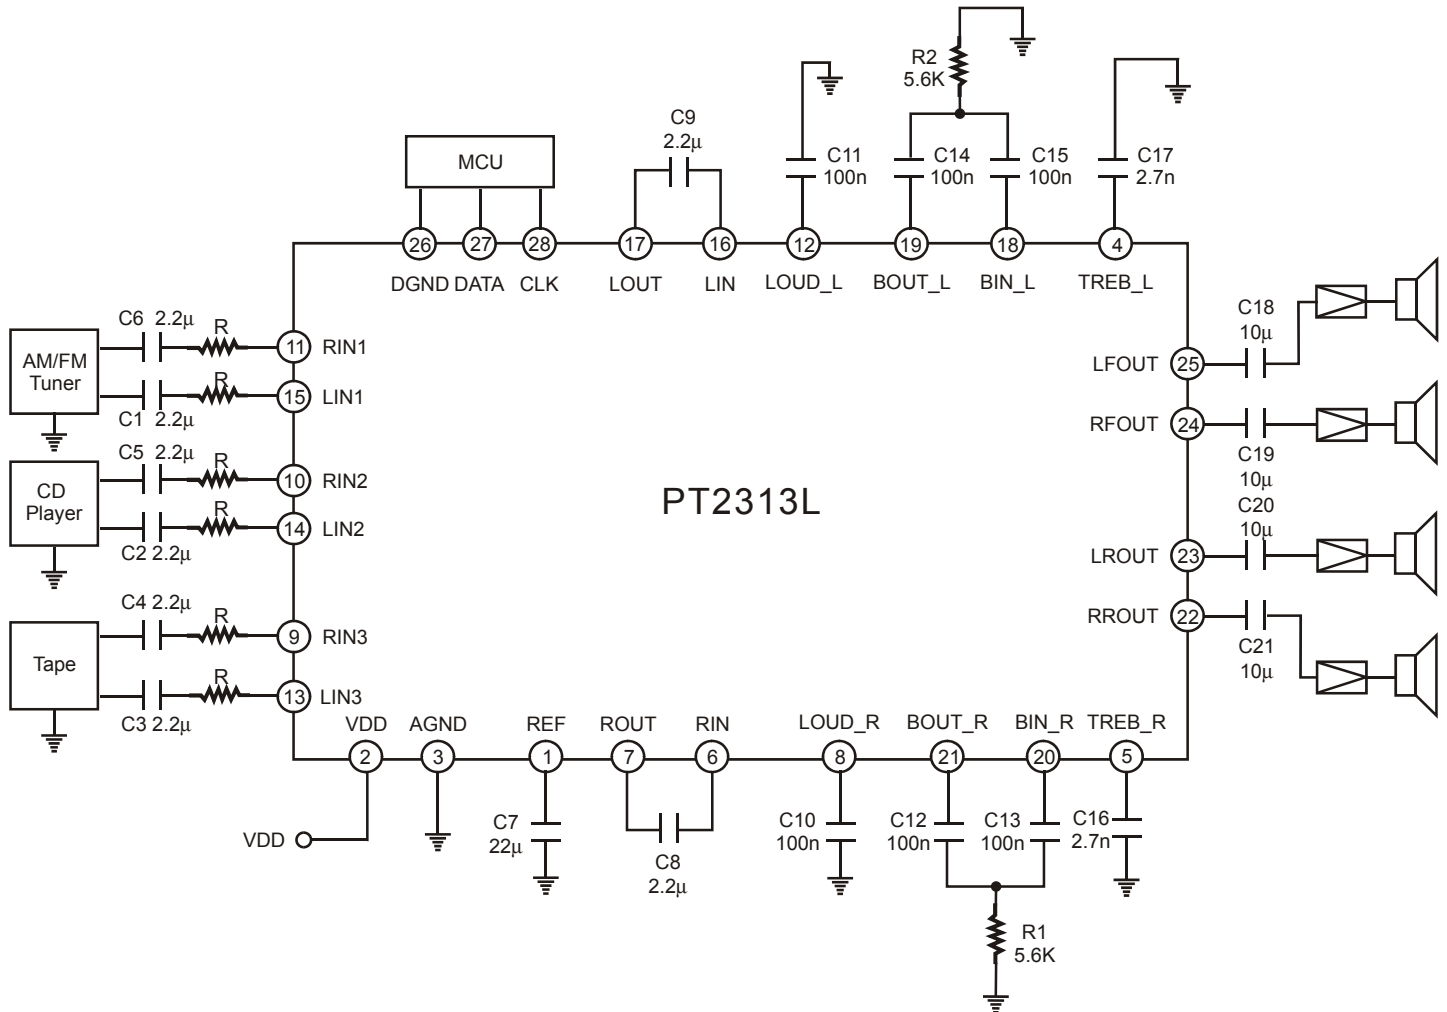 R2
5.6K
C9
2.2μ
MCU
C11
100n
C14
100n
C15
100n
C17
2.7n
26
27
28
17
16
12
19
18
4
DGND DATA CLK
LOUT
LIN
LOUD_L
BOUT_L
BIN_L
TREB_L
AM/FM
Tuner
C6 2.2μ
R
11
RIN1
R
15
LIN1
C1 2.2μ
CD
Player
C5 2.2μ
R
10
RIN2
R
14
LIN2
C2 2.2μ
Tape
C4 2.2μ
R
9
RIN3
R
13
LIN3
C3 2.2μ
PT2313L
LFOUT
25
C18
10μ
RFOUT
24
C19
10μ
C20
10μ
LROUT
23
RROUT
22
C21
10μ
VDD
AGND
REF
ROUT
RIN
LOUD_R
BOUT_R
BIN_R
TREB_R
2
3
1
7
6
8
21
20
5
VDD
C7
22μ
C8
2.2μ
C10
100n
C12
100n
C13
100n
C16
2.7n
R1
5.6K